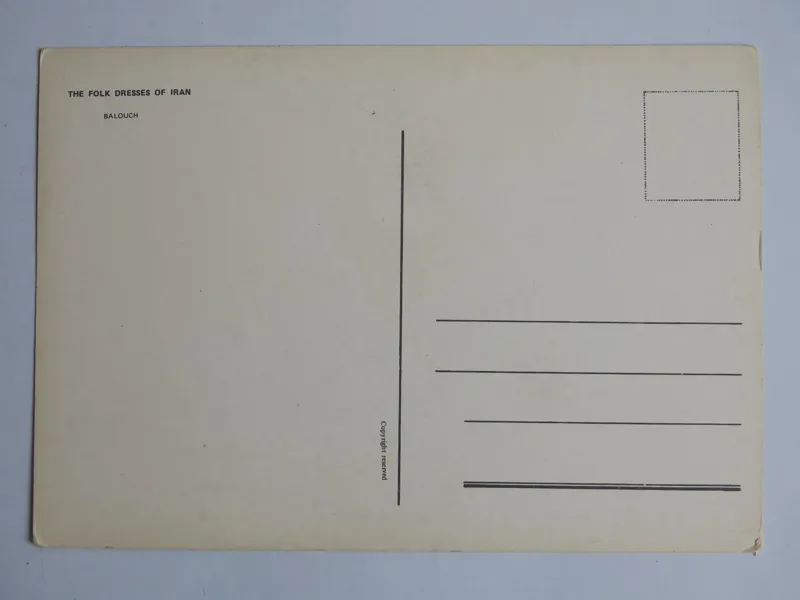 THE FOLK DRESSES OF IRAN
BALOUCH
Copyright reserved